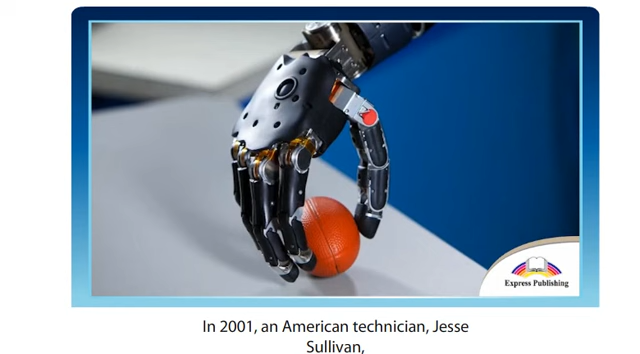 Express Publishing
In 2001, an American technician, Jesse
Sullivan,